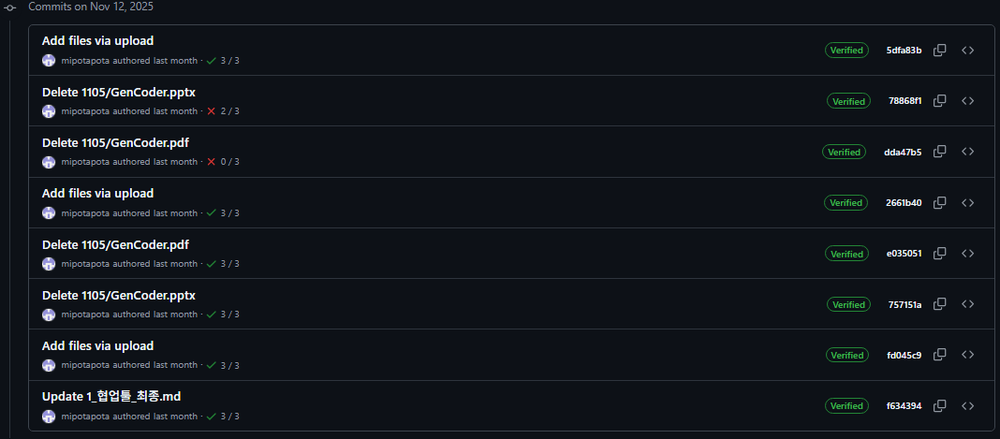 Commits on Nov 12, 2025
Add files via upload
Verified 5dfa83b
mipotapota authored last month · 3 / 3
Delete 1105/GenCoder.pptx
Verified 78868f1
mipotapota authored last month · 2 / 3
Delete 1105/GenCoder.pdf
Verified dda47b5
mipotapota authored last month · 0 / 3
Add files via upload
Verified 2661b40
mipotapota authored last month · 3 / 3
Delete 1105/GenCoder.pdf
Verified e035051
mipotapota authored last month · 3 / 3
Delete 1105/GenCoder.pptx
Verified 757151a
mipotapota authored last month · 3 / 3
Add files via upload
Verified fd045c9
mipotapota authored last month · 3 / 3
Update 1_협업툴_최종.md
Verified f634394
mipotapota authored last month · 3 / 3